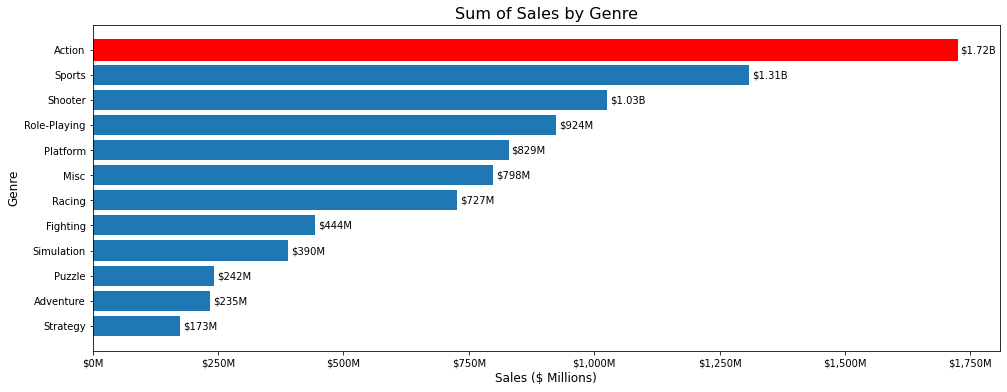 Sum of Sales by Genre
Genre
Action $1.72B
Sports $1.31B
Shooter $1.03B
Role-Playing $924M
Platform $829M
Misc $798M
Racing $727M
Fighting $444M
Simulation $390M
Puzzle $242M
Adventure $235M
Strategy $173M
$0M $250M $500M $750M $1,000M $1,250M $1,500M $1,750M
Sales ($ Millions)